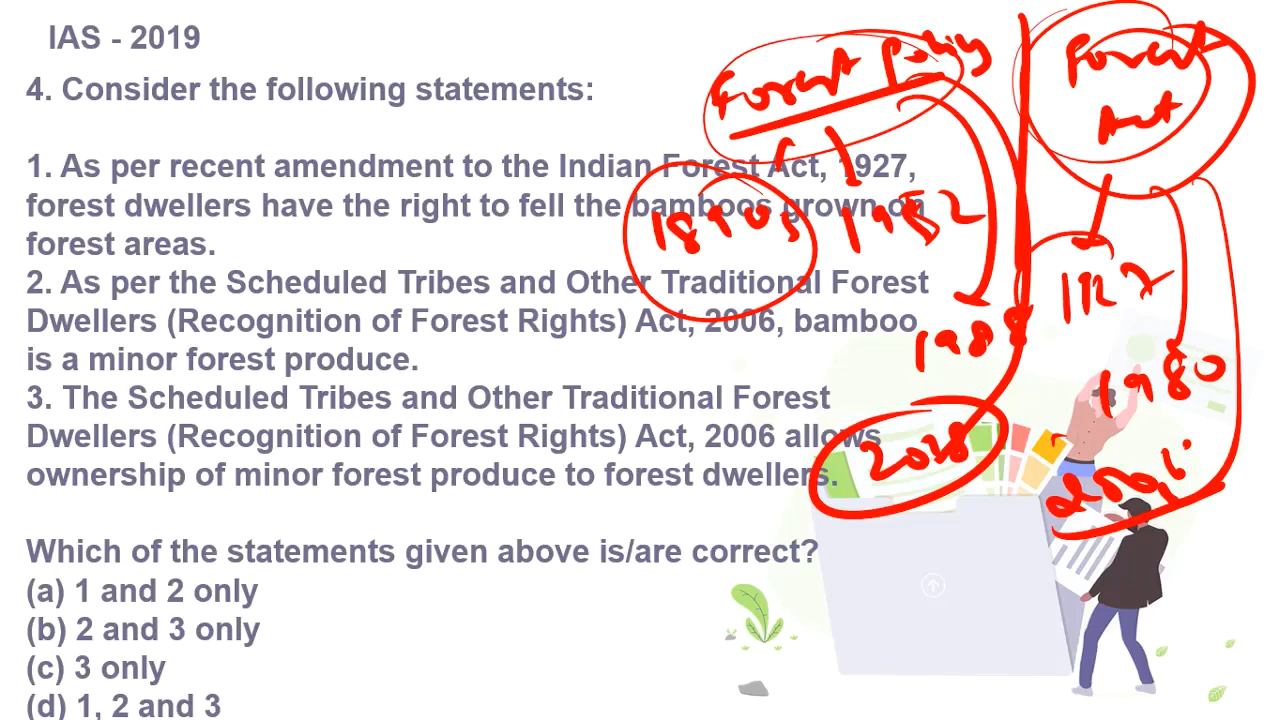 IAS - 2019
4. Consider the following statements:
1. As per recent amendment to the Indian Forest Act, 1927,
forest dwellers have the right to fell the bamboos grown on
forest areas.
2. As per the Scheduled Tribes and Other Traditional Forest
Dwellers (Recognition of Forest Rights) Act, 2006, bamboo
is a minor forest produce.
3. The Scheduled Tribes and Other Traditional Forest
Dwellers (Recognition of Forest Rights) Act, 2006 allows
ownership of minor forest produce to forest dwellers.
Which of the statements given above is/are correct?
(a) 1 and 2 only
(b) 2 and 3 only
(c) 3 only
(d) 1, 2 and 3
Forest Policy
1952
1988
2018
Forest
Act
1927
1980